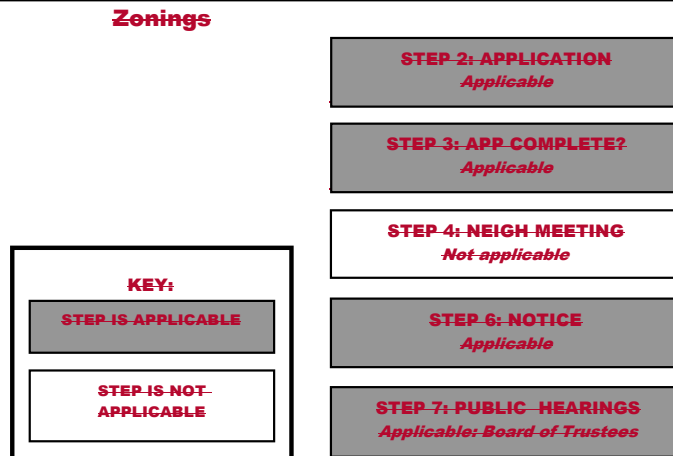 Zonings
STEP 2: APPLICATION
Applicable
STEP 3: APP COMPLETE?
Applicable
STEP 4: NEIGH MEETING
Not applicable
KEY:
STEP IS APPLICABLE
STEP IS NOT
APPLICABLE
STEP 6: NOTICE
Applicable
STEP 7: PUBLIC HEARINGS
Applicable: Board of Trustees